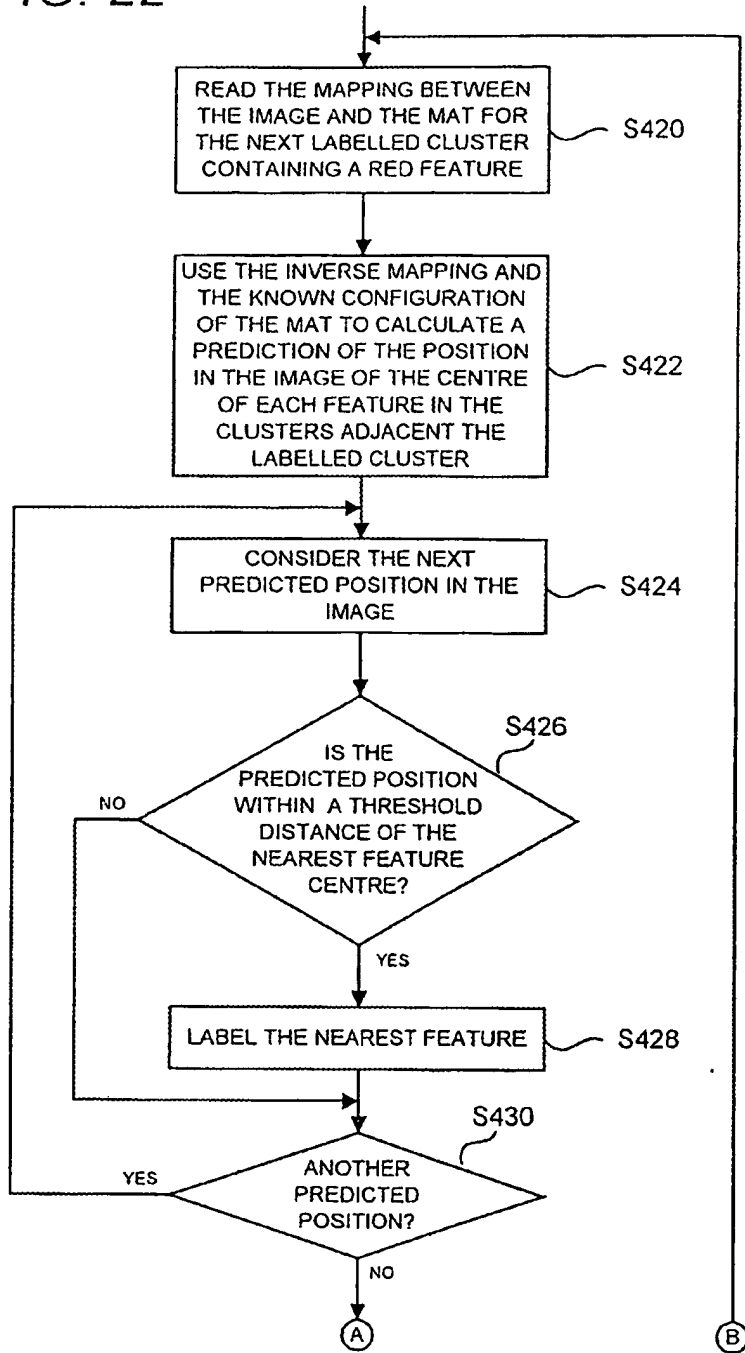 READ THE MAPPING BETWEEN
THE IMAGE AND THE MAT FOR
THE NEXT LABELLED CLUSTER
CONTAINING A RED FEATURE
S420
USE THE INVERSE MAPPING AND
THE KNOWN CONFIGURATION
OF THE MAT TO CALCULATE A
PREDICTION OF THE POSITION
IN THE IMAGE OF THE CENTRE
OF EACH FEATURE IN THE
CLUSTERS ADJACENT THE
LABELLED CLUSTER
S422
CONSIDER THE NEXT
PREDICTED POSITION IN THE
IMAGE
S424
S426
IS THE
PREDICTED POSITION
WITHIN A THRESHOLD
DISTANCE OF THE
NEAREST FEATURE
CENTRE?
NO
YES
LABEL THE NEAREST FEATURE
S428
S430
ANOTHER
PREDICTED
POSITION?
YES
NO
A
B